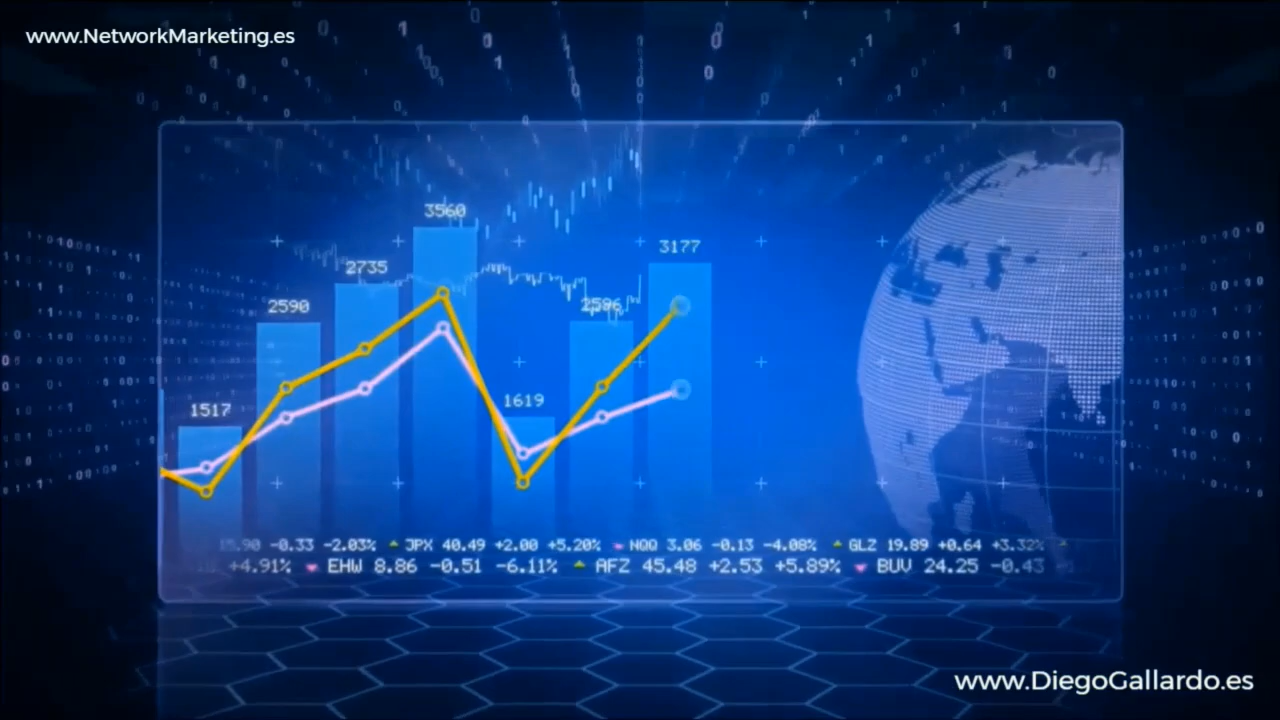 www.NetworkMarketing.es
3560
3177
2735
2590
1619
1517
-0.33 -2.03% JPX 40.49 +2.00 +5.20% NQQ 3.06 -0.13 -4.08% GLZ 19.89 +0.64 +3.32%
+4.91% EHW 8.86 -0.51 -6.11% AFZ 45.48 +2.53 +5.89% BUV 24.25 -0.43
www.DiegoGallardo.es